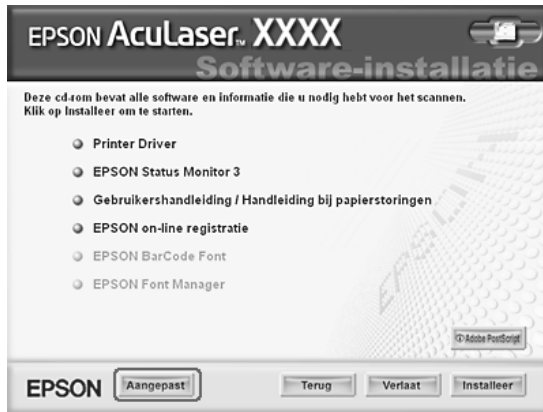 EPSON AcuLaser™ XXXX
Software-installatie
Deze cd-rom bevat alle software en informatie die u nodig hebt voor het scannen.
Klik op Installeer om te starten.
Printer Driver
EPSON Status Monitor 3
Gebruikershandleiding / Handleiding bij papierstoringen
EPSON on-line registratie
EPSON BarCode Font
EPSON Font Manager
EPSON
Adobe PostScript
EPSON Aangepast Terug Verlaat Installeer